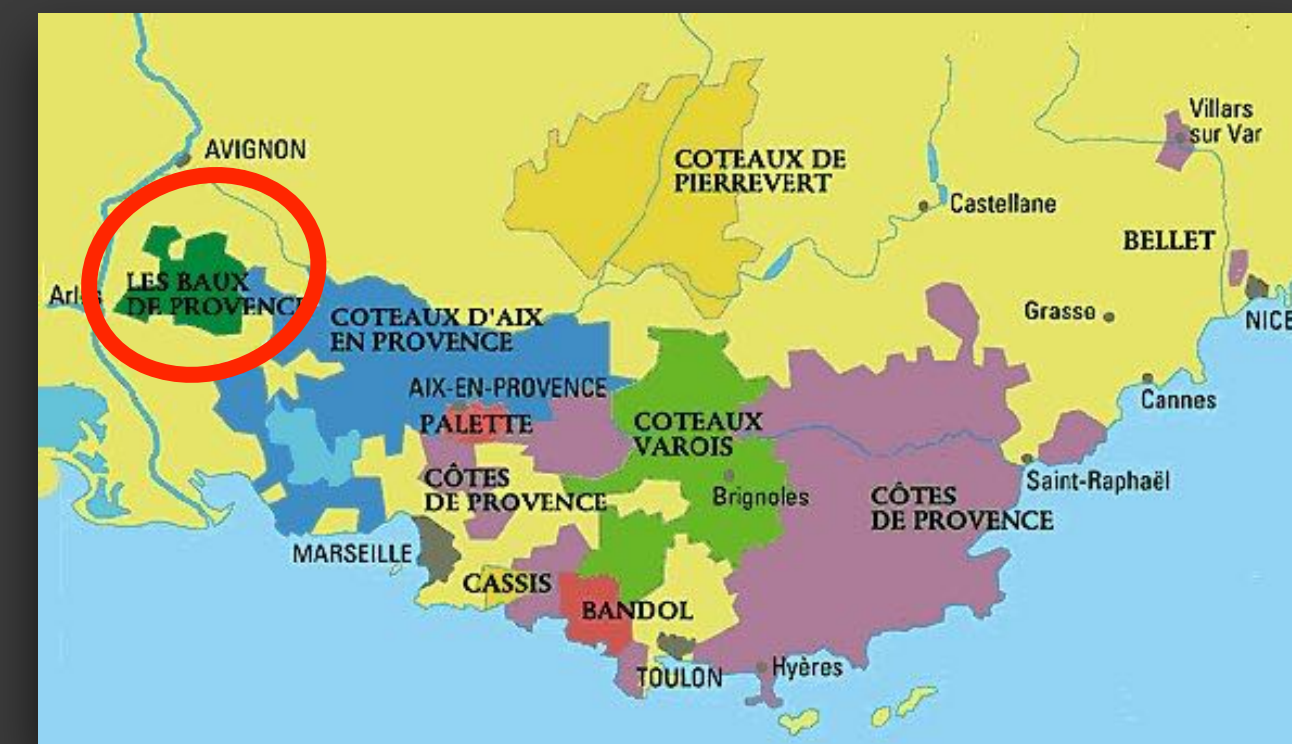 Villars
sur Var
AVIGNON
COTEAUX DE
PIERREVERT
Castellane
BELLET
LES BAUX
DE PROVENCE
Grasse
NICE
COTEAUX D'AIX
EN PROVENCE
AIX-EN-PROVENCE
Cannes
PALETTE
COTEAUX
VAROIS
CÔTES
DE PROVENCE
Brignoles
CÔTES
DE PROVENCE
Saint-Raphaël
MARSEILLE
CASSIS
BANDOL
TOULON
Hyères